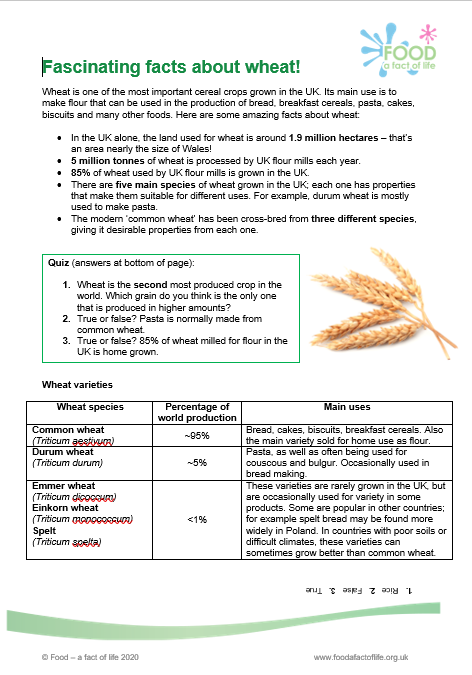 FOOD
a fact of life
Fascinating facts about wheat!
Wheat is one of the most important cereal crops grown in the UK. Its main use is to
make flour that can be used in the production of bread, breakfast cereals, pasta, cakes,
biscuits and many other foods. Here are some amazing facts about wheat:
• In the UK alone, the land used for wheat is around 1.9 million hectares – that's
an area nearly the size of Wales!
• 5 million tonnes of wheat is processed by UK flour mills each year.
• 85% of wheat used by UK flour mills is grown in the UK.
• There are five main species of wheat grown in the UK; each one has properties
that make them suitable for different uses. For example, durum wheat is mostly
used to make pasta.
• The modern 'common wheat' has been cross-bred from three different species,
giving it desirable properties from each one.
Quiz (answers at bottom of page):
1. Wheat is the second most produced crop in the
world. Which grain do you think is the only one
that is produced in higher amounts?
2. True or false? Pasta is normally made from
common wheat.
3. True or false? 85% of wheat milled for flour in the
UK is home grown.
Wheat varieties
Wheat species
Percentage of
world production
Main uses
Common wheat
(Triticum aestivum)
~95%
Bread, cakes, biscuits, breakfast cereals. Also
the main variety sold for home use as flour.
Durum wheat
(Triticum durum)
~5%
Pasta, as well as often being used for
couscous and bulgur. Occasionally used in
bread making.
Emmer wheat
(Triticum dicoccum)
Einkorn wheat
(Triticum monococcum)
Spelt
(Triticum spelta)
<1%
These varieties are rarely grown in the UK, but
are occasionally used for variety in some
products. Some are popular in other countries;
for example spelt bread may be found more
widely in Poland. In countries with poor soils or
difficult climates, these varieties can
sometimes grow better than common wheat.
1. Rice 2. False 3. True
© Food – a fact of life 2020
www.foodafactoflife.org.uk